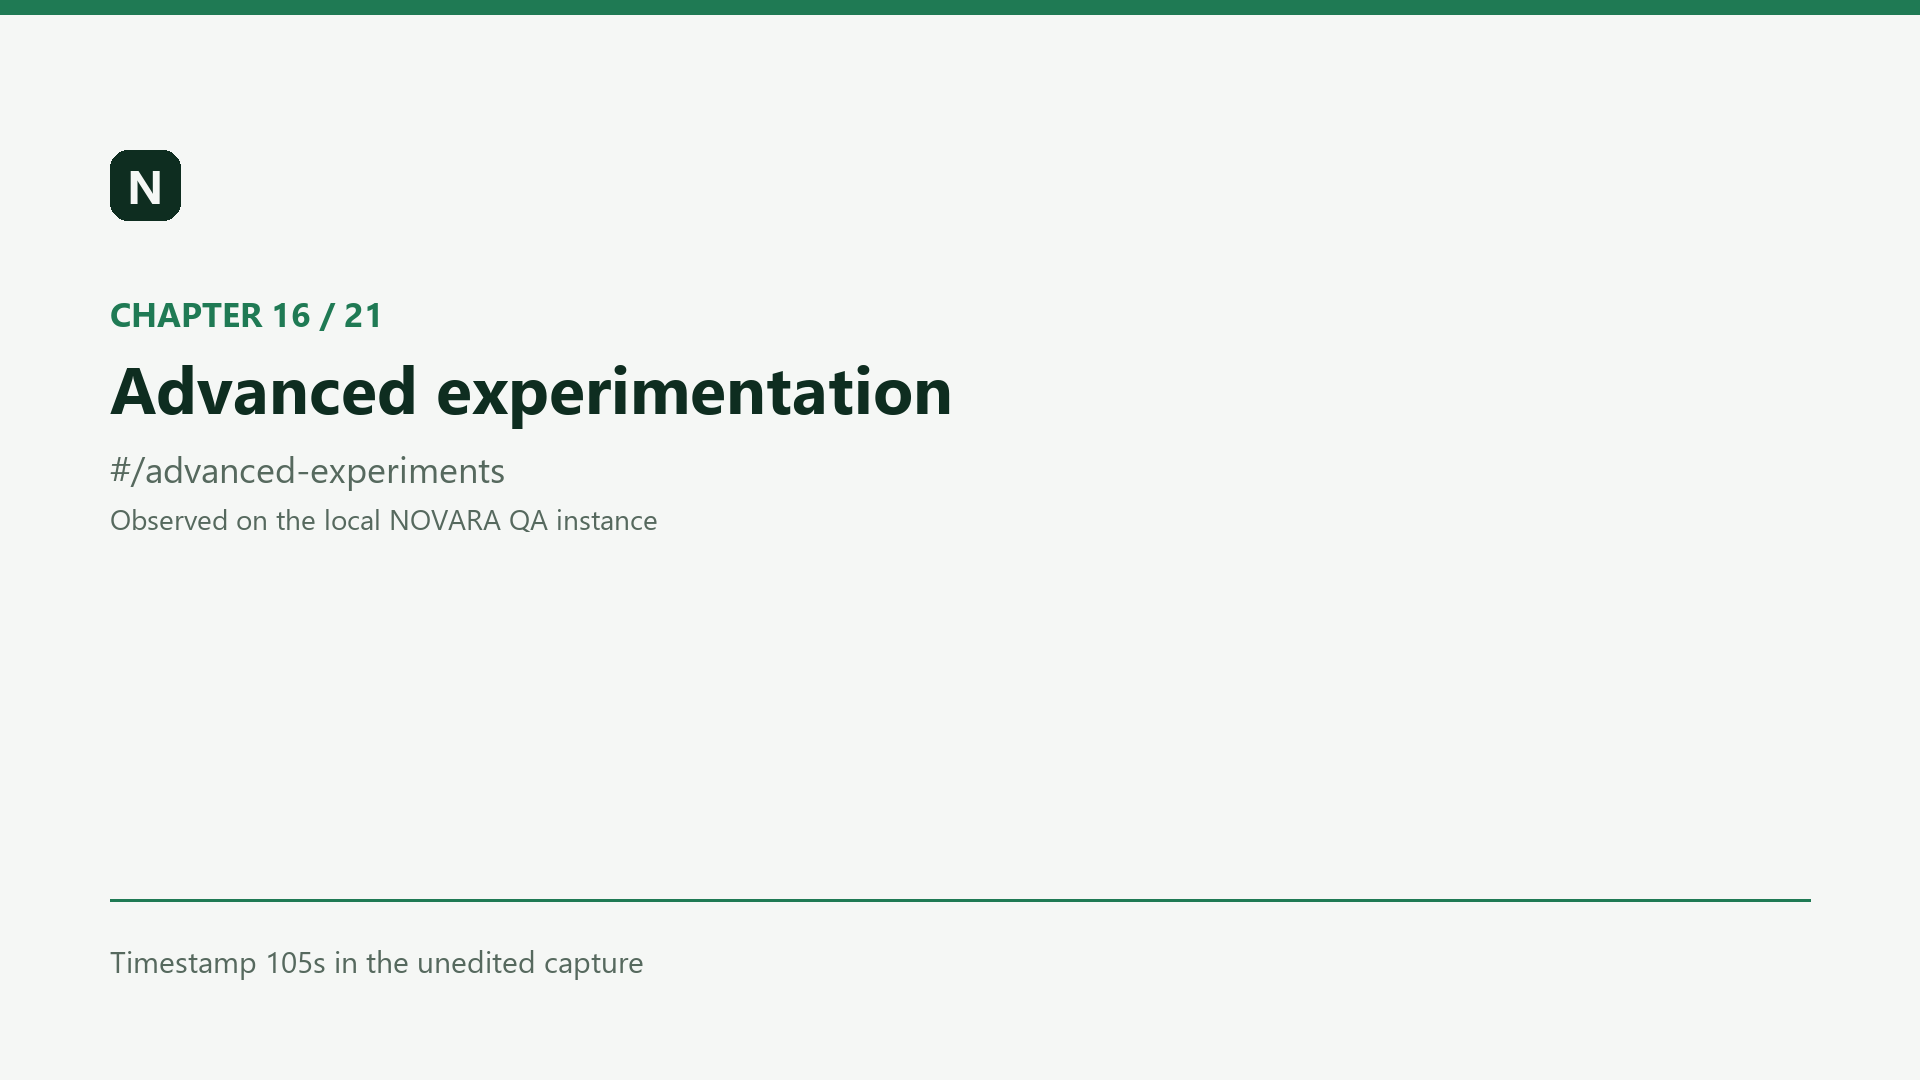 N
CHAPTER 16 / 21
Advanced experimentation
#/advanced-experiments
Observed on the local NOVARA QA instance
Timestamp 105s in the unedited capture